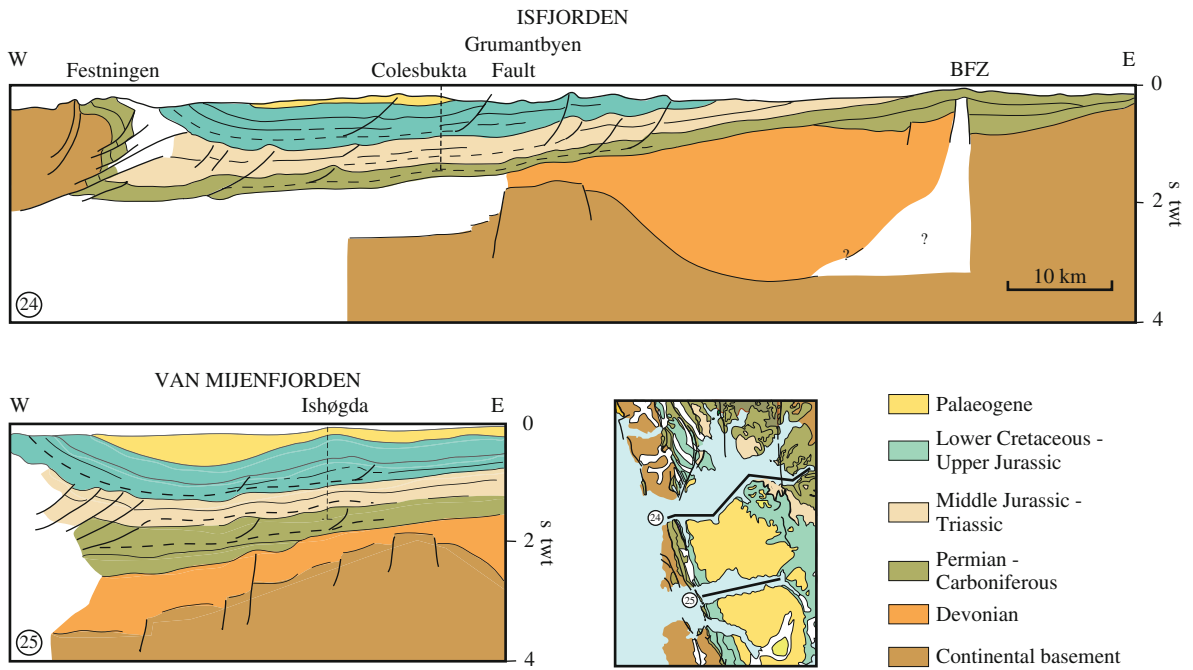 ISFJORDEN
Grumantbyen
W
Festningen
Colesbukta
Fault
BFZ
E
0
2
s twt
4
?
?
10 km
24
VAN MIJENFJORDEN
W
Ishøgda
E
0
2
s twt
4
25
24
25
Palaeogene
Lower Cretaceous -
Upper Jurassic
Middle Jurassic -
Triassic
Permian -
Carboniferous
Devonian
Continental basement